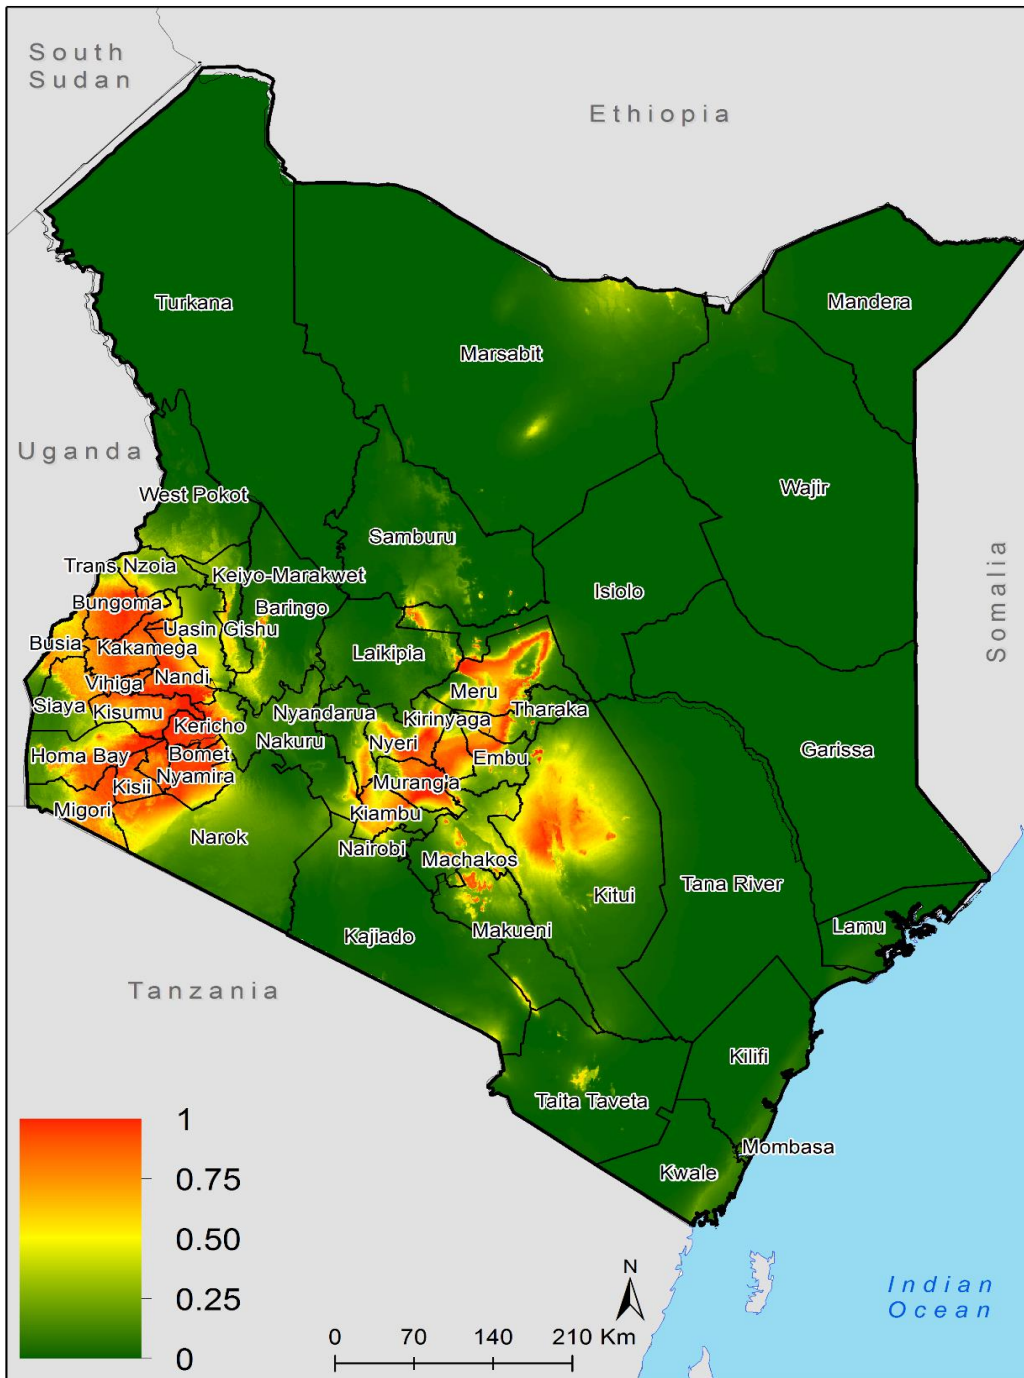 South
Sudan
Ethiopia
Turkana
Mandera
Marsabit
Uganda
Wajir
West Pokot
Samburu
Somalia
Trans Nzoia
Keiyo-Marakwet
Isiolo
Bungoma
Baringo
Uasin Gishu
Busia
Kakamega
Laikipia
Vihiga
Nandi
Meru
Siaya
Kisumu
Tharaka
Kericho
Nyandarua
Kirinyaga
Nakuru
Nyeri
Garissa
Homa Bay
Bomet
Embu
Nyamira
Kisii
Murang'a
Migori
Kiambu
Narok
Nairobi
Machakos
Tana River
Kitui
Lamu
Kajiado
Makueni
Tanzania
Kilifi
Taita Taveta
Mombasa
Kwale
1
0.75
0.50
0.25
0
N
0 70 140 210 Km
Indian
Ocean